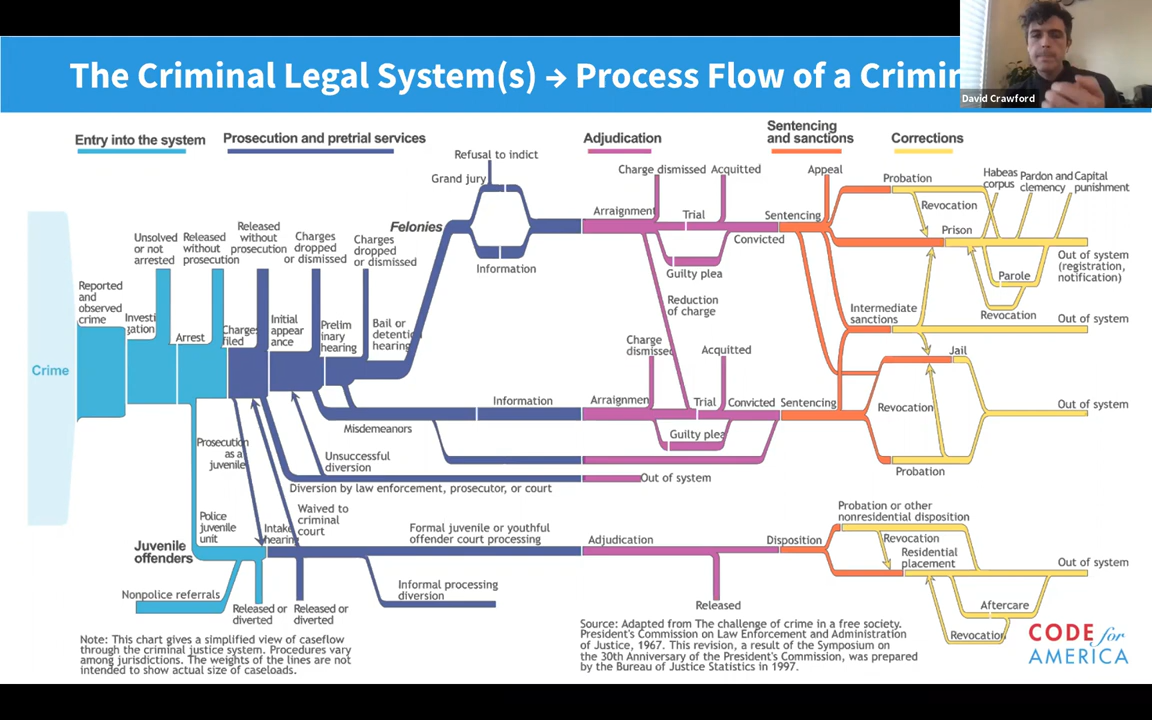 The Criminal Legal System(s) → Process Flow of a Crimin
David Crawford
Entry into the system
Prosecution and pretrial services
Adjudication
Sentencing
and sanctions
Corrections
Refusal to indict
Grand jury
Felonies
Information
Charge dismissed
Acquitted
Appeal
Probation
Habeas
corpus
Pardon and
clemency
Capital
punishment
Arraignment
Trial
Sentencing
Revocation
Convicted
Prison
Guilty plea
Out of system
(registration,
notification)
Parole
Revocation
Unsolved
or not
arrested
Released
without
prosecution
Released
without
prosecution
Charges
dropped
or dismissed
Charges
dropped
or dismissed
Reported
and
observed
crime
Investi
gation
Arrest
Charges
filed
Initial
appear
ance
Prelim
inary
hearing
Bail or
detention
hearing
Crime
Reduction
of charge
Intermediate
sanctions
Out of system
Charge
dismissed
Acquitted
Jail
Information
Arraignment
Trial
Convicted
Sentencing
Revocation
Out of system
Misdemeanors
Guilty plea
Probation
Prosecution
as a
juvenile
Unsuccessful
diversion
Out of system
Diversion by law enforcement, prosecutor, or court
Waived to
criminal
court
Police
juvenile
unit
Intake
hearing
Formal juvenile or youthful
offender court processing
Adjudication
Disposition
Probation or other
nonresidential disposition
Revocation
Residential
placement
Out of system
Juvenile
offenders
Nonpolice referrals
Released or
diverted
Released or
diverted
Informal processing
diversion
Released
Aftercare
Revocation
Note: This chart gives a simplified view of caseflow
through the criminal justice system. Procedures vary
among jurisdictions. The weights of the lines are not
intended to show actual size of caseloads.
Source: Adapted from The challenge of crime in a free society.
President's Commission on Law Enforcement and Administration
of Justice, 1967. This revision, a result of the Symposium on
the 30th Anniversary of the President's Commission, was prepared
by the Bureau of Justice Statistics in 1997.
CODE for
AMERICA